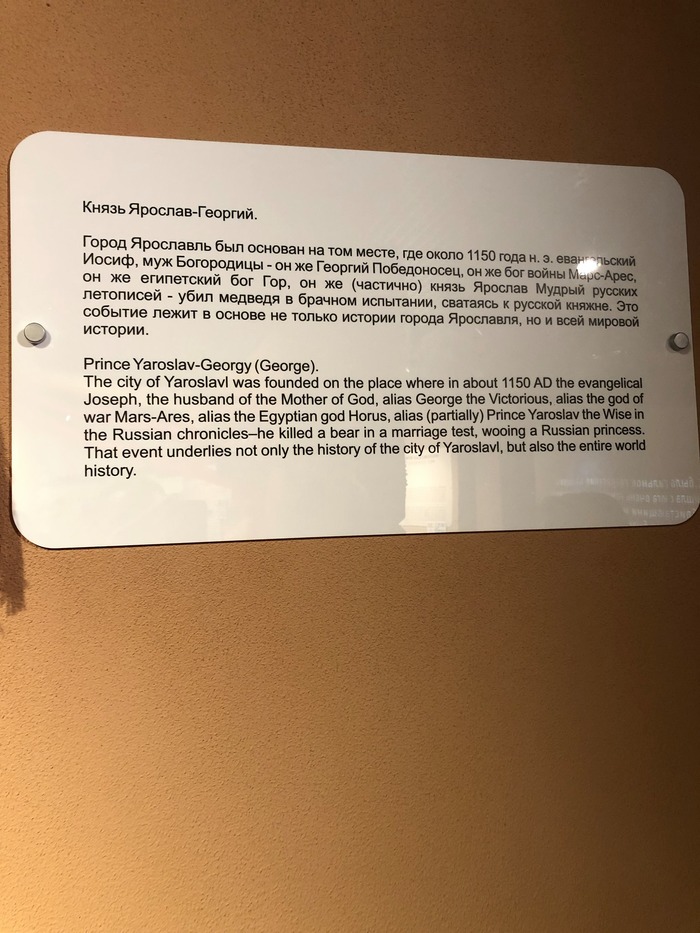 Князь Ярослав-Георгий.
Город Ярославль был основан на том месте, где около 1150 года н. э. евангельский
Иосиф, муж Богородицы - он же Георгий Победоносец, он же бог войны Марс-Арес,
он же египетский бог Гор, он же (частично) князь Ярослав Мудрый русских
летописей - убил медведя в брачном испытании, сватаясь к русской княжне. Это
событие лежит в основе не только истории города Ярославля, но и всей мировой
истории.
Prince Yaroslav-Georgy (George).
The city of Yaroslavl was founded on the place where in about 1150 AD the evangelical
Joseph, the husband of the Mother of God, alias George the Victorious, alias the god of
war Mars-Ares, alias the Egyptian god Horus, alias (partially) Prince Yaroslav the Wise in
the Russian chronicles–he killed a bear in a marriage test, wooing a Russian princess.
That event underlies not only the history of the city of Yaroslavl, but also the entire world
history.